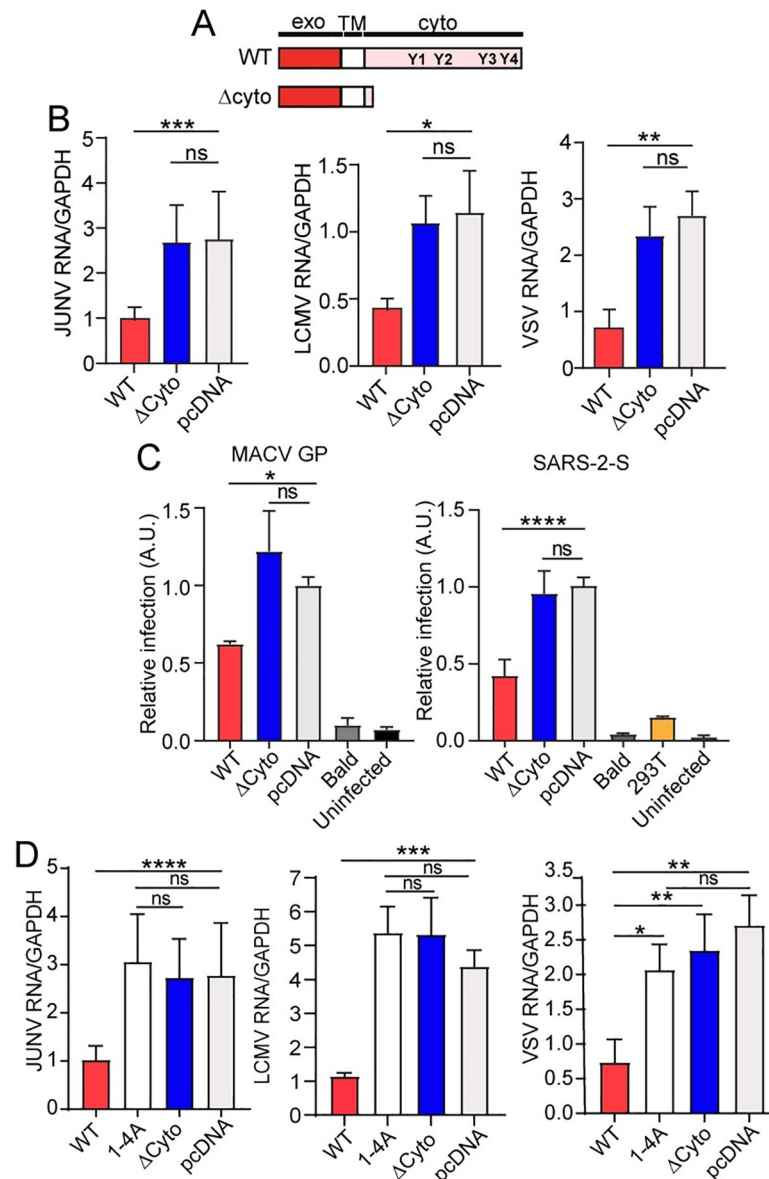 A
exo TM cyto
WT Y1 Y2 Y3 Y4
Δcyto
B
JUNV RNA/GAPDH
5
4
3
2
1
0
***
ns
WT ΔCyto pcDNA
LCMV RNA/GAPDH
1.5
1.0
0.5
0.0
*
ns
WT ΔCyto pcDNA
VSV RNA/GAPDH
4
3
2
1
0
**
ns
WT ΔCyto pcDNA
C
MACV GP
Relative infection (A.U.)
1.5
1.0
0.5
0.0
*
ns
WT ΔCyto pcDNA Bald Uninfected
SARS-2-S
Relative infection (A.U.)
1.5
1.0
0.5
0.0
****
ns
WT ΔCyto pcDNA Bald 293T Uninfected
D
JUNV RNA/GAPDH
5
4
3
2
1
0
****
ns
ns
WT 1-4A ΔCyto pcDNA
LCMV RNA/GAPDH
7
6
5
4
3
2
1
0
***
ns
ns
WT 1-4A ΔCyto pcDNA
VSV RNA/GAPDH
3.5
3.0
2.5
2.0
1.5
1.0
0.5
0.0
**
ns
**
*
WT 1-4A ΔCyto pcDNA